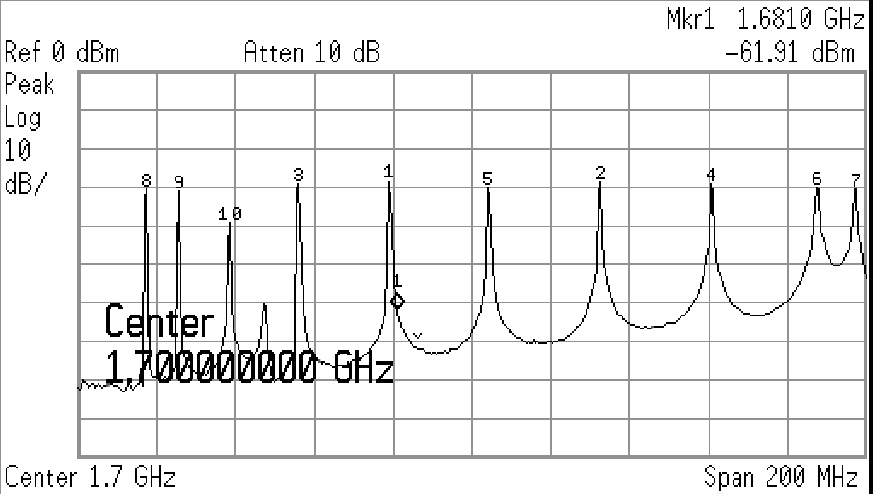 Mkr1 1.6810 GHz
Ref 0 dBm Atten 10 dB -61.91 dBm
Peak
Log
10
dB/
8 9 10 3 1 5 2 4 6 7
1
Center
1.700000000 GHz
Center 1.7 GHz Span 200 MHz